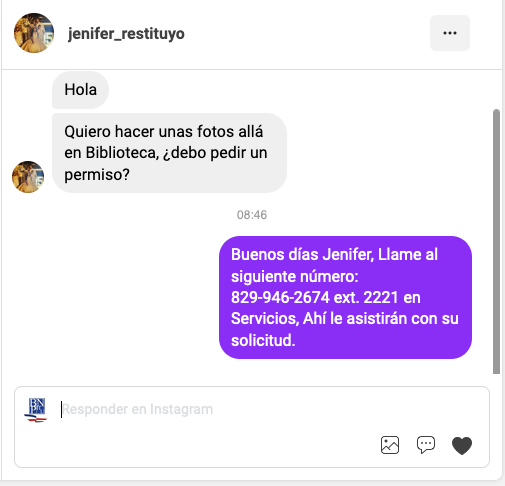 jenifer_restituyo
Hola
Quiero hacer unas fotos allá
en Biblioteca, ¿debo pedir un
permiso?
08:46
Buenos días Jenifer, Llame al
siguiente número:
829-946-2674 ext. 2221 en
Servicios, Ahí le asistirán con su
solicitud.
Responder en Instagram